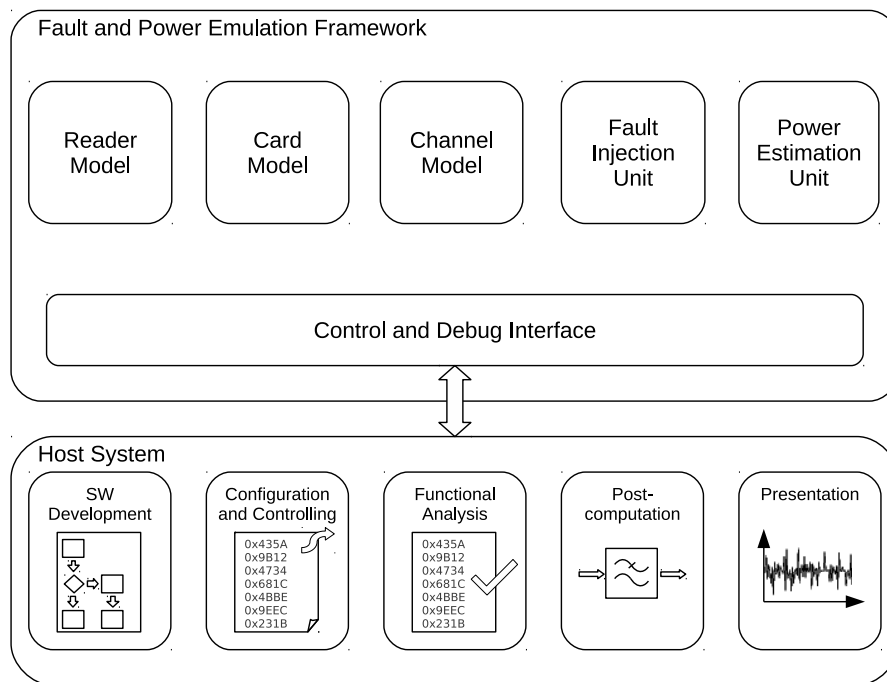 Fault and Power Emulation Framework
Reader
Model
Card
Model
Channel
Model
Fault
Injection
Unit
Power
Estimation
Unit
Control and Debug Interface
Host System
SW
Development
Configuration
and Controlling
0x435A
0x9B12
0x4734
0x681C
0x4BBE
0x9EEC
0x231B
Functional
Analysis
0x435A
0x9B12
0x4734
0x681C
0x4BBE
0x9EEC
0x231B
Post-
computation
Presentation